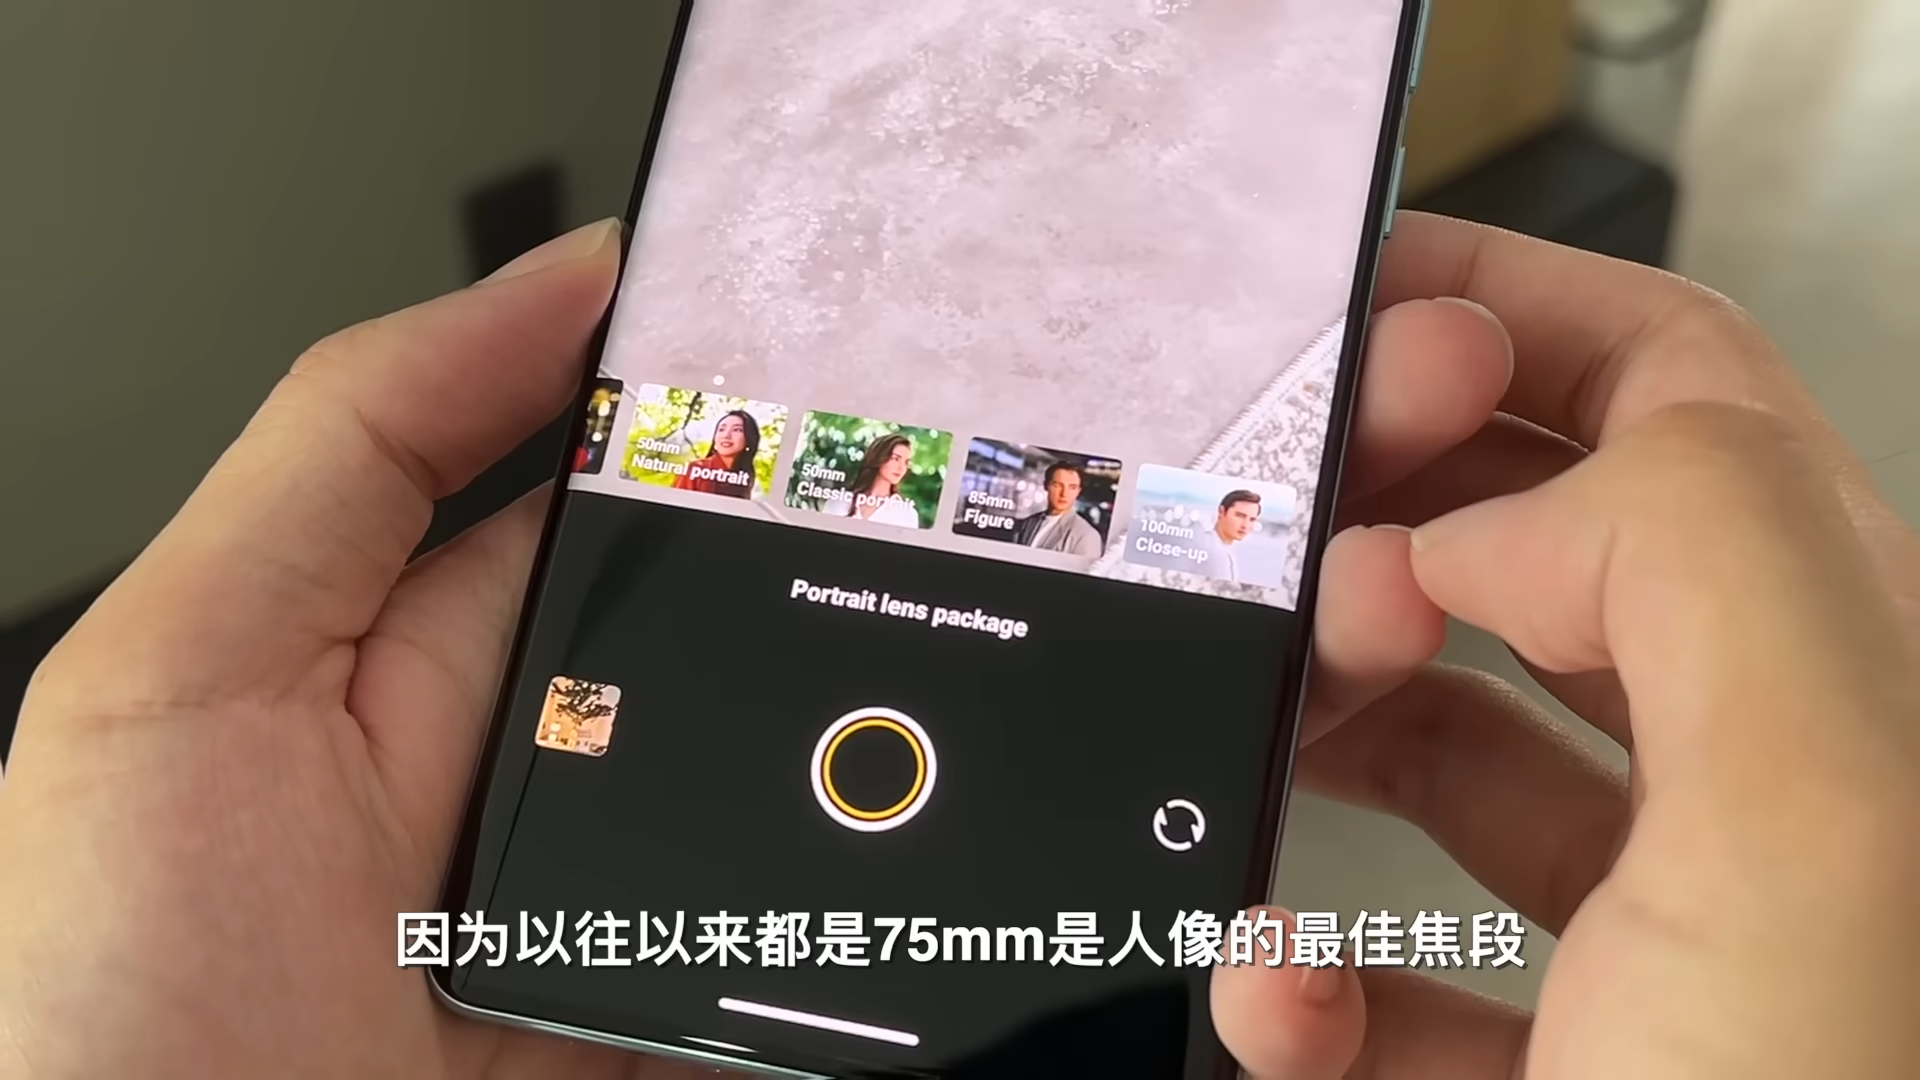 50mm
Natural portrait
50mm
Classic portrait
85mm
Figure
100mm
Close-up
Portrait lens package
因为以往以来都是75mm是人像的最佳焦段